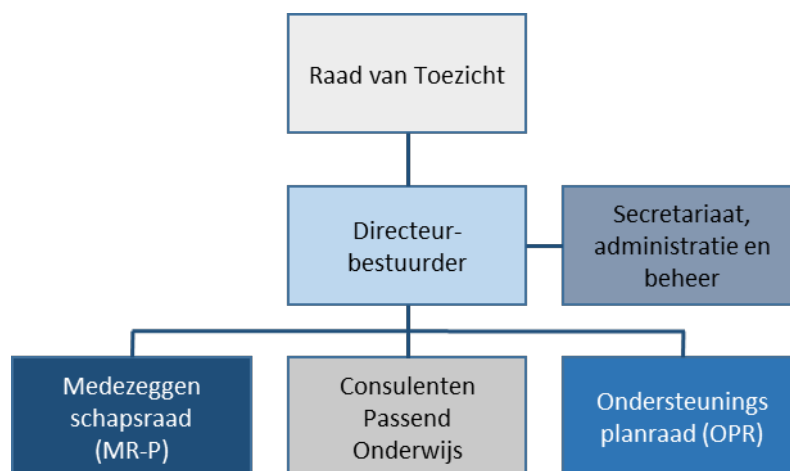 Raad van Toezicht
Directeur-
bestuurder
Secretariaat,
administratie en
beheer
Medezeggen
schapsraad
(MR-P)
Consulenten
Passend
Onderwijs
Ondersteunings
planraad (OPR)